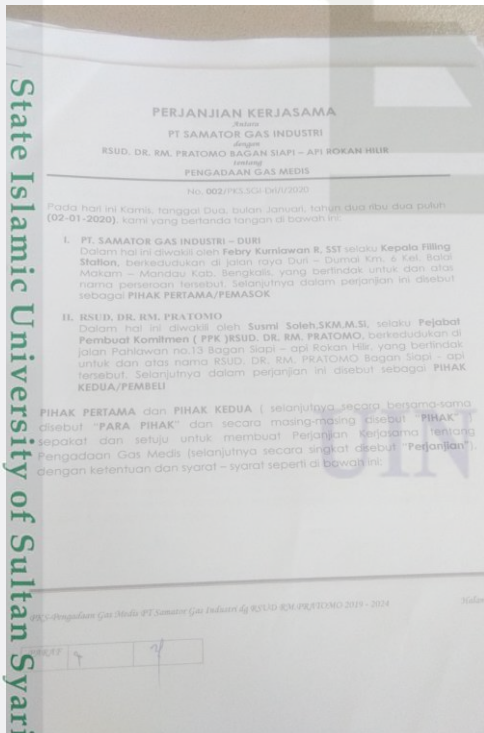 PERJANJIAN KERJASAMA
Antara
PT SAMATOR GAS INDUSTRI
dengan
RSUD. DR. RM. PRATOMO BAGAN SIAPI – API ROKAN HILIR
tentang
PENGADAAN GAS MEDIS
Pada hari ini Kamis, tanggal Dua, bulan Januari, tahun dua ribu dua puluh
(02-01-2020), kami yang bertanda tangan di bawah ini:
I. PT. SAMATOR GAS INDUSTRI – DURI
Dalam hal ini diwakili oleh Febry Kurniawan R, SST selaku Kepala Filling
Station, berkedudukan di jalan raya Duri – Dumai Km. 6 Kel. Balai
Makam – Mandau Kab. Bengkalis, yang bertindak untuk dan atas
nama perseroan tersebut. Selanjutnya dalam perjanjian ini disebut
sebagai PIHAK PERTAMA/PEMASOK
II. RSUD. DR. RM. PRATOMO
Dalam hal ini diwakili oleh Susmi Soleh,SKM.M.Si, selaku Pejabat
Pembuat Komitmen ( PPK )RSUD. DR. RM. PRATOMO, berkedudukan di
jalan Pahlawan no.13 Bagan Siapi – api Rokan Hilir, yang bertindak
untuk dan atas nama RSUD. DR. RM. PRATOMO Bagan Siapi - api
tersebut. Selanjutnya dalam perjanjian ini disebut sebagai PIHAK
KEDUA/PEMBELI
PIHAK PERTAMA dan PIHAK KEDUA ( selanjutnya secara bersama-sama
disebut "PARA PIHAK" dan secara masing-masing disebut "PIHAK" )
sepakat dan setuju untuk membuat Perjanjian Kerjasama tentang
Pengadaan Gas Medis (selanjutnya secara singkat disebut "Perjanjian"),
dengan ketentuan dan syarat – syarat seperti di bawah ini:
PKS-Pengadaan Gas Medis PT Samator Gas Industri dg RSUD RM.PRATOMO 2019 - 2024
PARAF
State Islamic University of Sultan Syari
UIN